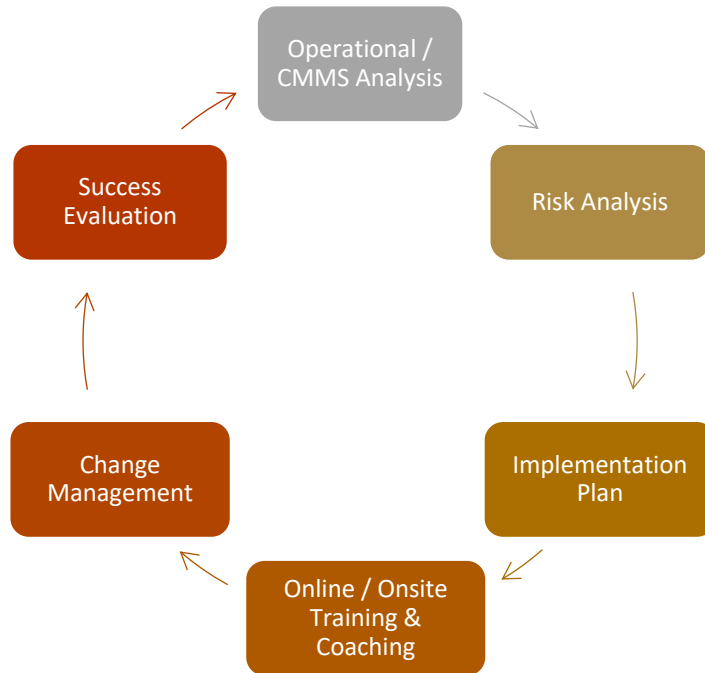 Operational /
CMMS Analysis
Risk Analysis
Implementation
Plan
Online / Onsite
Training &
Coaching
Change
Management
Success
Evaluation